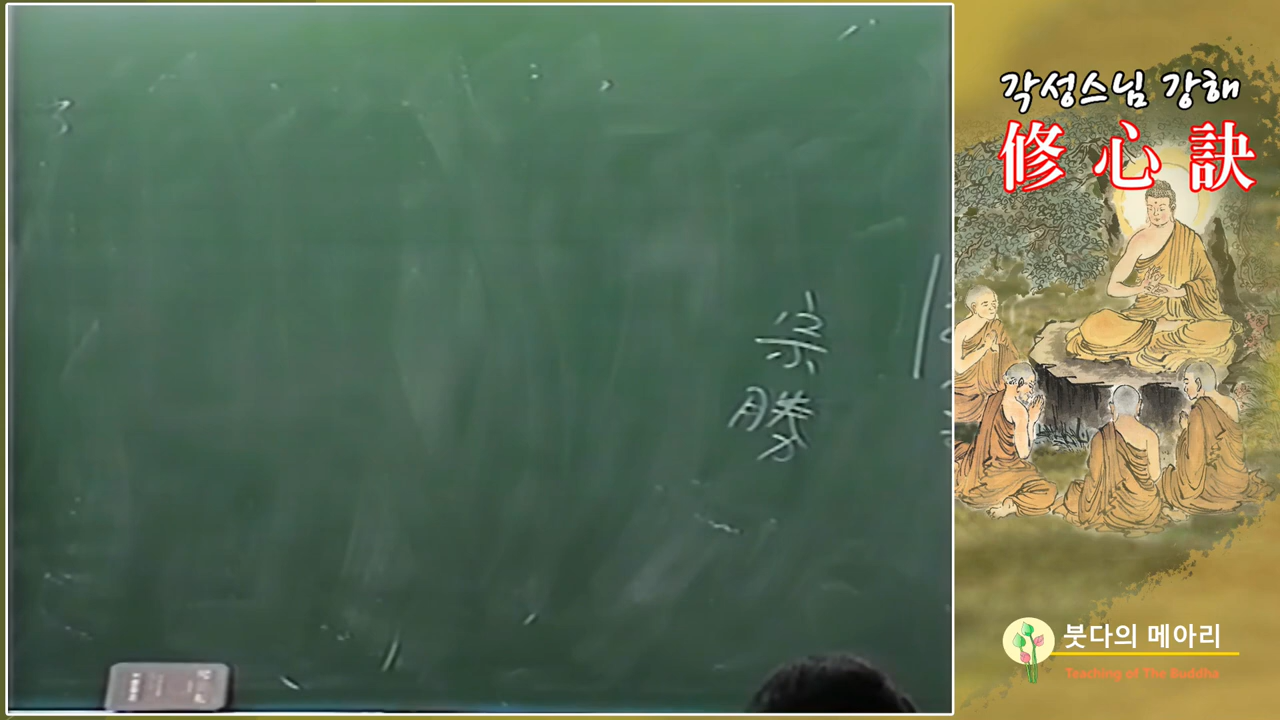 각성스님 강해
修心訣
宗
勝
붓다의 메아리
Teaching of The Buddha